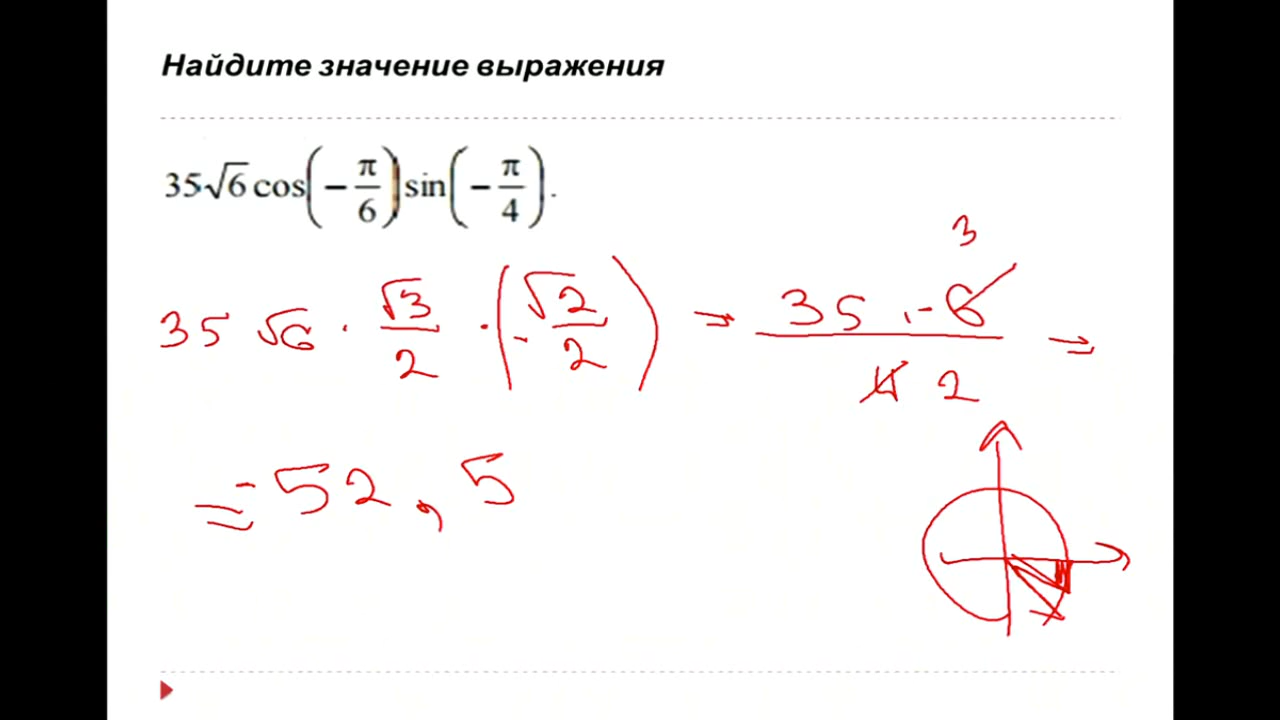 Найдите значение выражения
35√6 cos(−π/6) sin(−π/4).
35 √6 · √3/2 · (−√2/2) = 35 · −6/4 3 2 =
= −52,5